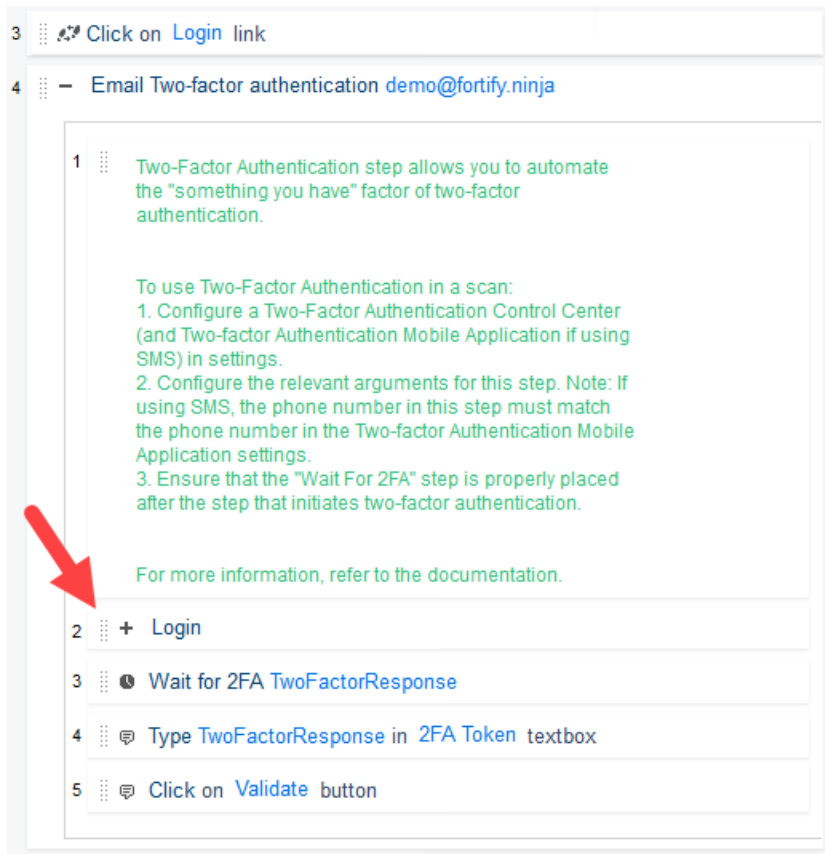 3 Click on Login link
4 Email Two-factor authentication demo@fortify.ninja
1 Two-Factor Authentication step allows you to automate
the "something you have" factor of two-factor
authentication.
To use Two-Factor Authentication in a scan:
1. Configure a Two-Factor Authentication Control Center
(and Two-factor Authentication Mobile Application if using
SMS) in settings.
2. Configure the relevant arguments for this step. Note: If
using SMS, the phone number in this step must match
the phone number in the Two-factor Authentication Mobile
Application settings.
3. Ensure that the "Wait For 2FA" step is properly placed
after the step that initiates two-factor authentication.
For more information, refer to the documentation.
2 + Login
3 Wait for 2FA TwoFactorResponse
4 Type TwoFactorResponse in 2FA Token textbox
5 Click on Validate button